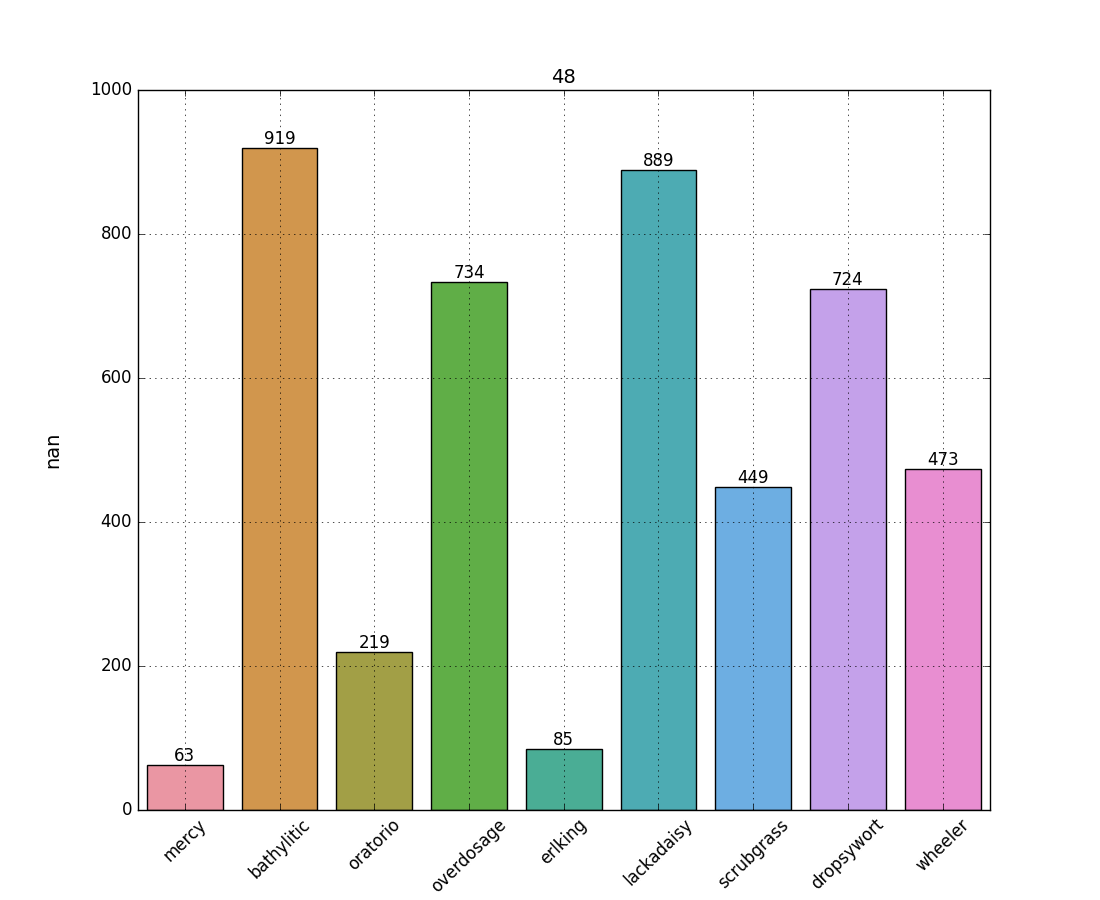 48
1000
800
600
400
200
0
nan
63
919
219
734
85
889
449
724
473
mercy
bathylitic
oratorio
overdosage
erlking
lackadaisy
scrubgrass
dropsywort
wheeler